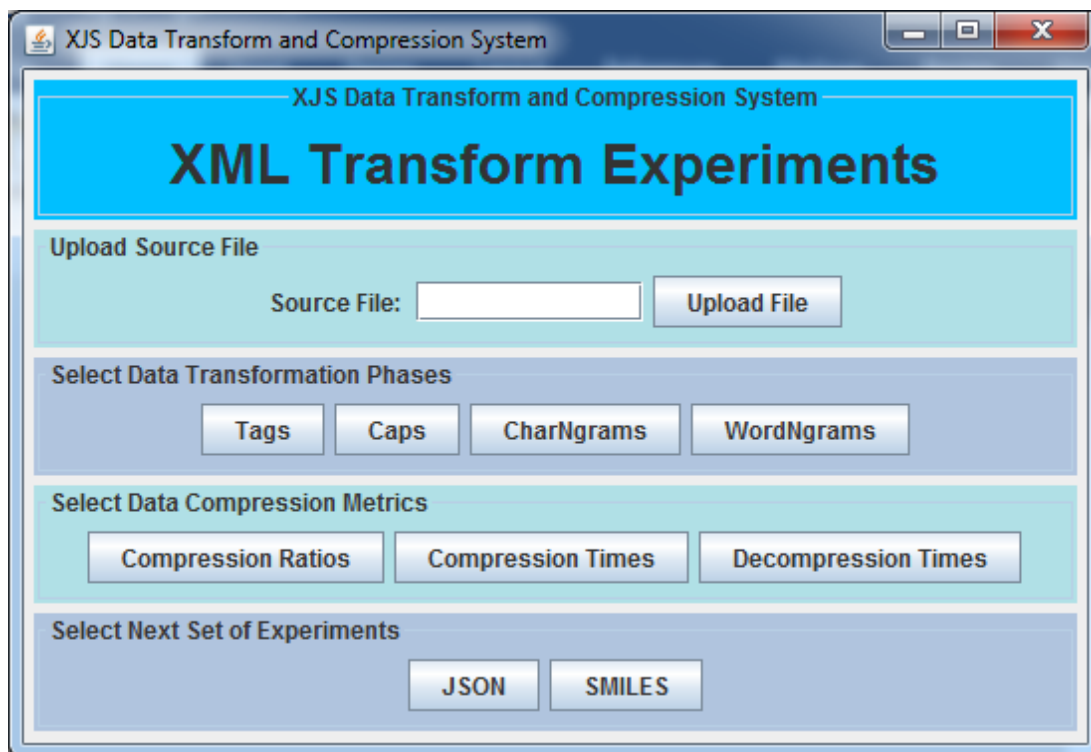 XJS Data Transform and Compression System
XJS Data Transform and Compression System
XML Transform Experiments
Upload Source File
Source File: Upload File
Select Data Transformation Phases
Tags Caps CharNgrams WordNgrams
Select Data Compression Metrics
Compression Ratios Compression Times Decompression Times
Select Next Set of Experiments
JSON SMILES